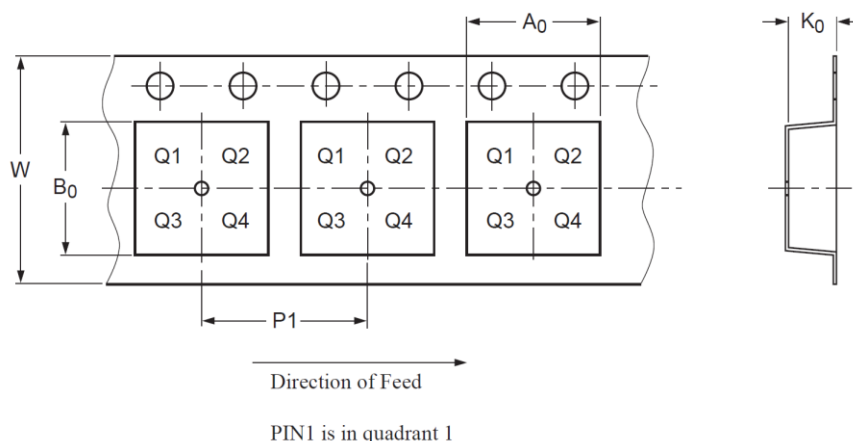 A0
K0
Q1 Q2 Q1 Q2 Q1 Q2
W
B0
Q3 Q4 Q3 Q4 Q3 Q4
P1
Direction of Feed
PIN1 is in quadrant 1